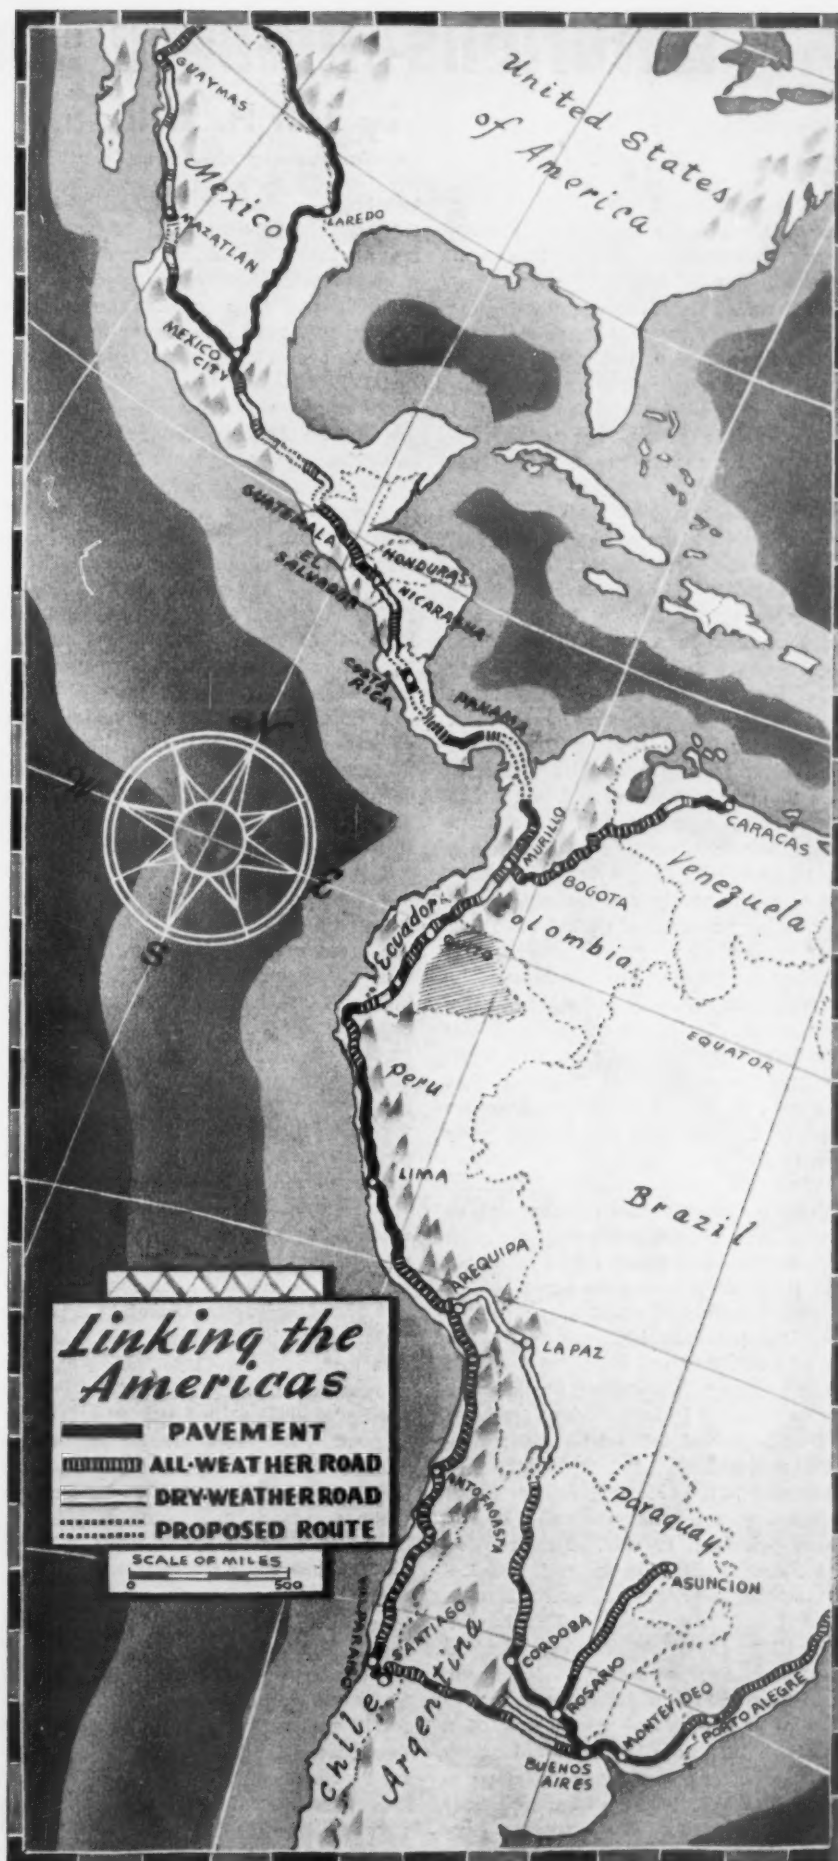 United States
of America
GUAYMAS
Mexico
LAREDO
MAZATLAN
MEXICO
CITY
GUATEMALA
HONDURAS
EL
SALVADOR
NICARAGUA
COSTA
RICA
PANAMA
N
W
E
S
MURILLO
CARACAS
BOGOTA
Venezuela
Colombia
Ecuador
EQUATOR
Peru
LIMA
Brazil
AREQUIPA
LA PAZ
Linking the
Americas
PAVEMENT
ALL-WEATHER ROAD
DRY-WEATHER ROAD
PROPOSED ROUTE
SCALE OF MILES
0 500
ANTOFAGASTA
Paraguay
ASUNCION
VALPARAISO
SANTIAGO
CORDOBA
ROSARIO
Chile
Argentina
MONTEVIDEO
PORTO ALEGRE
BUENOS
AIRES